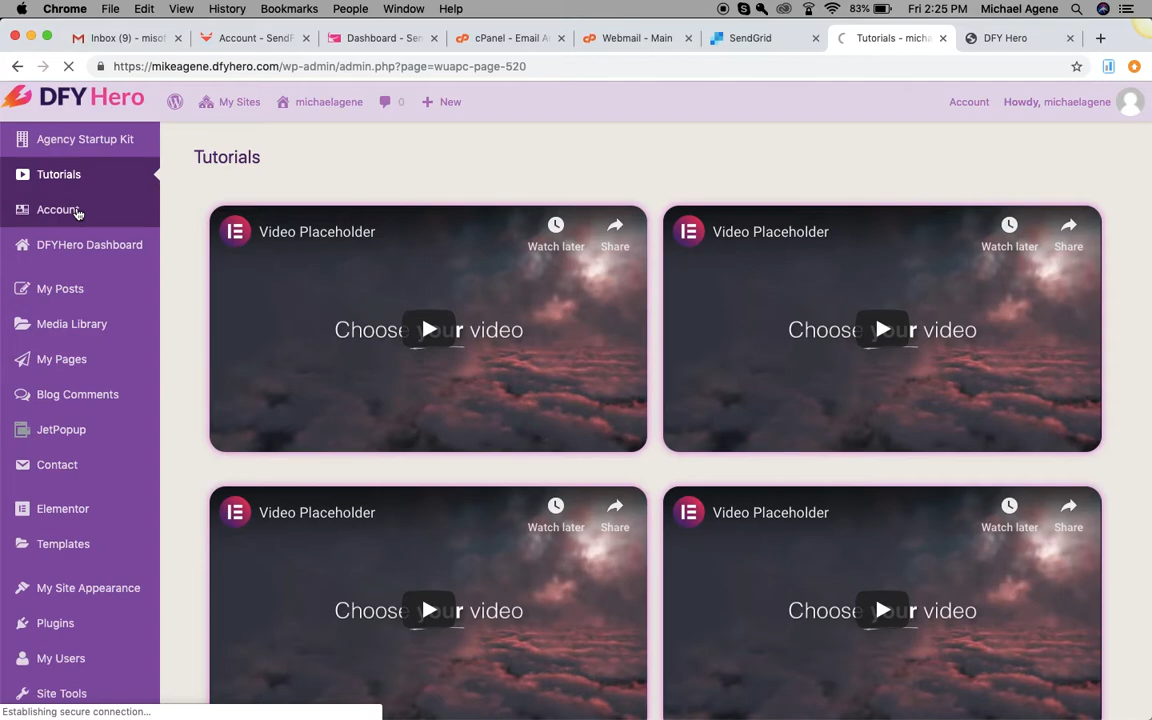 Chrome File Edit View History Bookmarks People Window Help 83% Fri 2:25 PM Michael Agene
Inbox (9) - misof
Account - SendF
Dashboard - Sen
cPanel - Email A
Webmail - Main
SendGrid
Tutorials - micha
DFY Hero
https://mikeagene.dfyhero.com/wp-admin/admin.php?page=wuapc-page-520
DFY Hero
My Sites
michaelagene
0
New
Account
Howdy, michaelagene
Agency Startup Kit
Tutorials
Account
DFYHero Dashboard
My Posts
Media Library
My Pages
Blog Comments
JetPopup
Contact
Elementor
Templates
My Site Appearance
Plugins
My Users
Site Tools
Tutorials
Video Placeholder
Watch later
Share
Choose your video
Video Placeholder
Watch later
Share
Choose your video
Video Placeholder
Watch later
Share
Choose your video
Video Placeholder
Watch later
Share
Choose your video
Establishing secure connection...